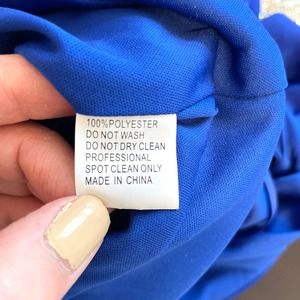 100%POLYESTER
DO NOT WASH
DO NOT DRY CLEAN
PROFESSIONAL
SPOT CLEAN ONLY
MADE IN CHINA